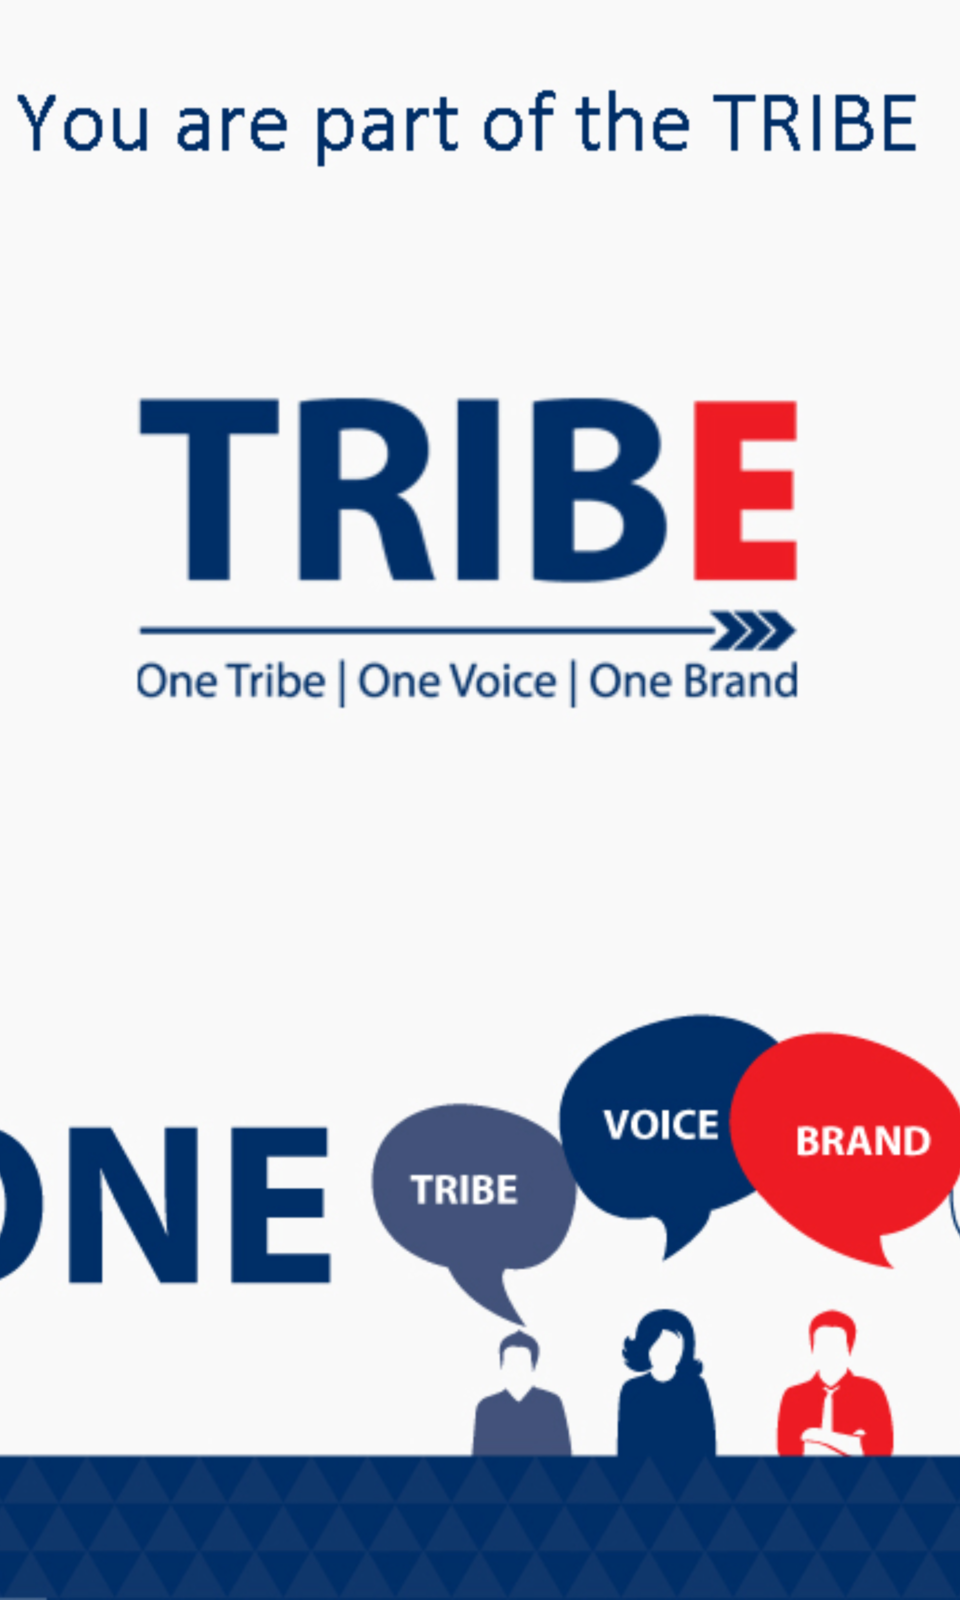 You are part of the TRIBE
TRIBE
One Tribe | One Voice | One Brand
ONE
TRIBE
VOICE
BRAND